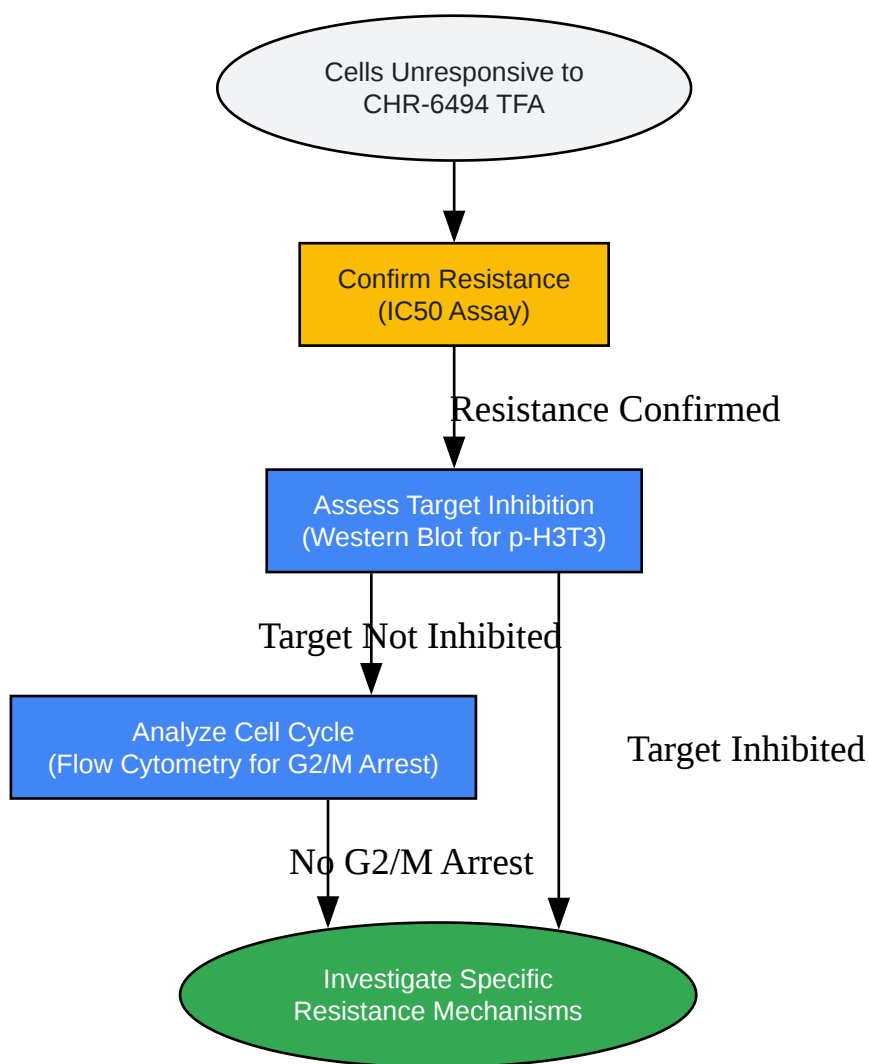 Cells Unresponsive to
CHR-6494 TFA
Confirm Resistance
(IC50 Assay)
Resistance Confirmed
Assess Target Inhibition
(Western Blot for p-H3T3)
Target Not Inhibited
Analyze Cell Cycle
(Flow Cytometry for G2/M Arrest)
Target Inhibited
No G2/M Arrest
Investigate Specific
Resistance Mechanisms